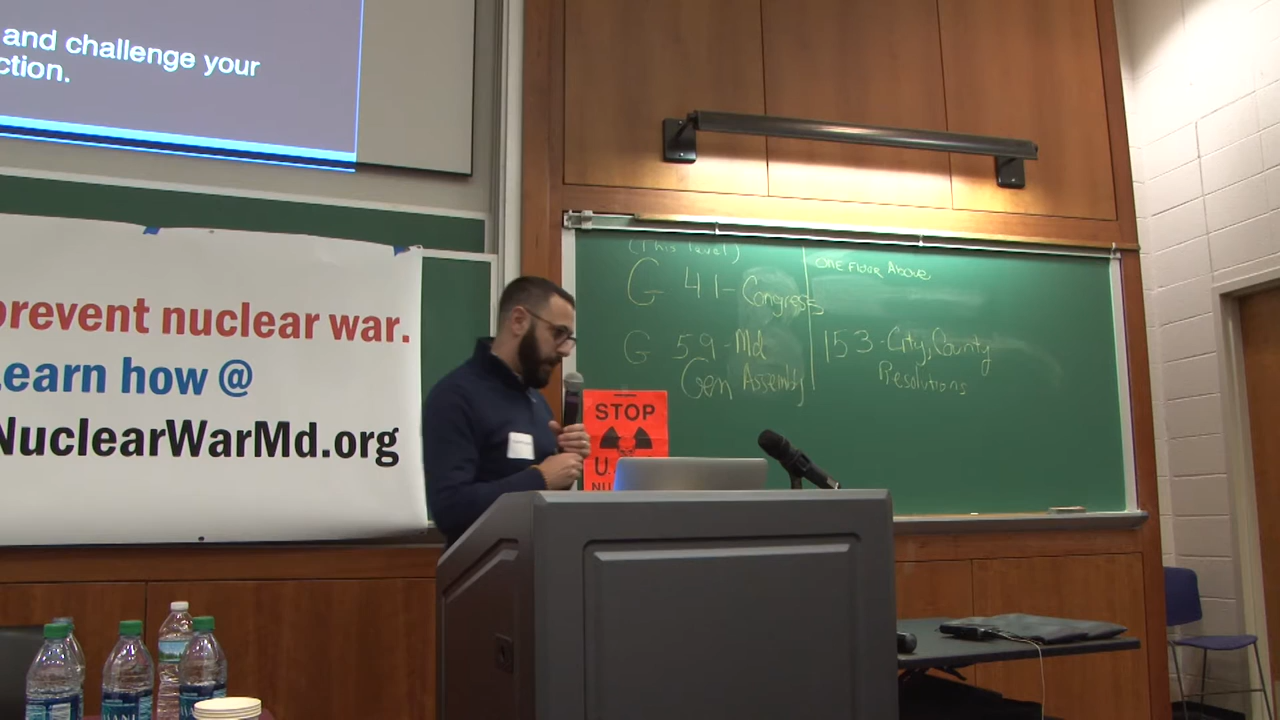 and challenge your
ction.
prevent nuclear war.
Learn how @
NuclearWarMd.org
(This level)
G 41 - Congress
G 59 - Md
Gen Assembly
ONE Floor Above
153 - City, County
Resolutions
STOP
U.
NU